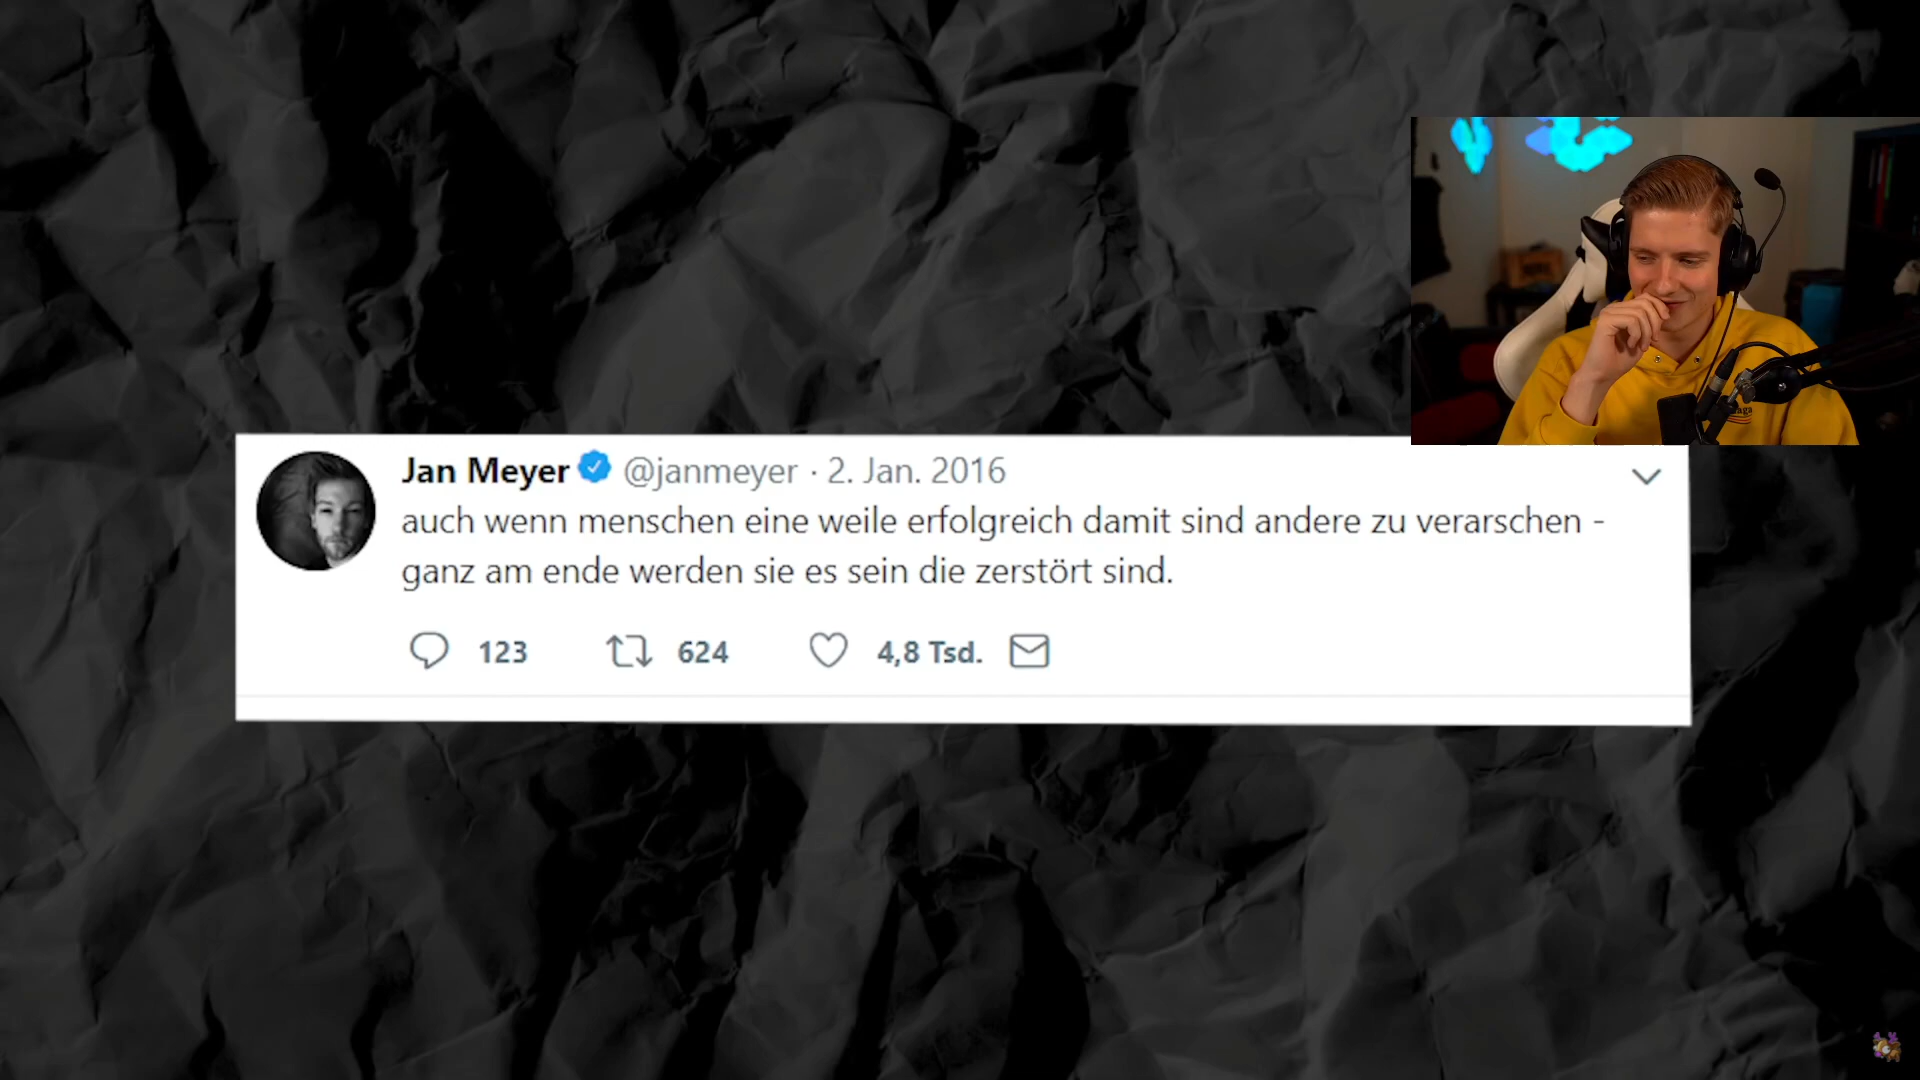 Jan Meyer @janmeyer · 2. Jan. 2016
auch wenn menschen eine weile erfolgreich damit sind andere zu verarschen -
ganz am ende werden sie es sein die zerstört sind.
123 624 4,8 Tsd.